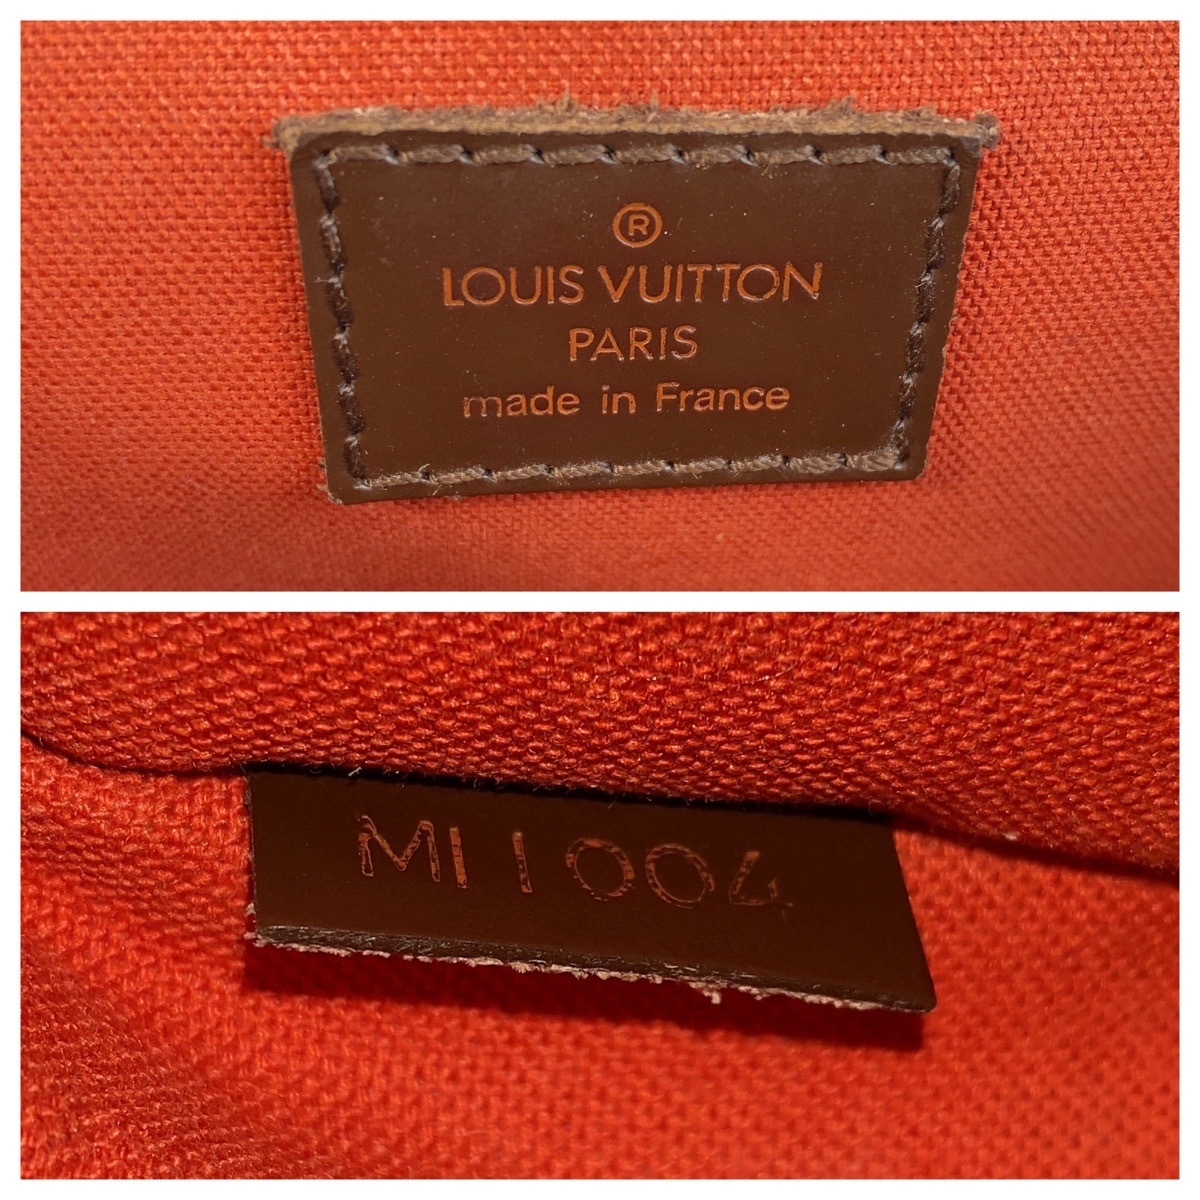 ®
LOUIS VUITTON
PARIS
made in France
MI1004